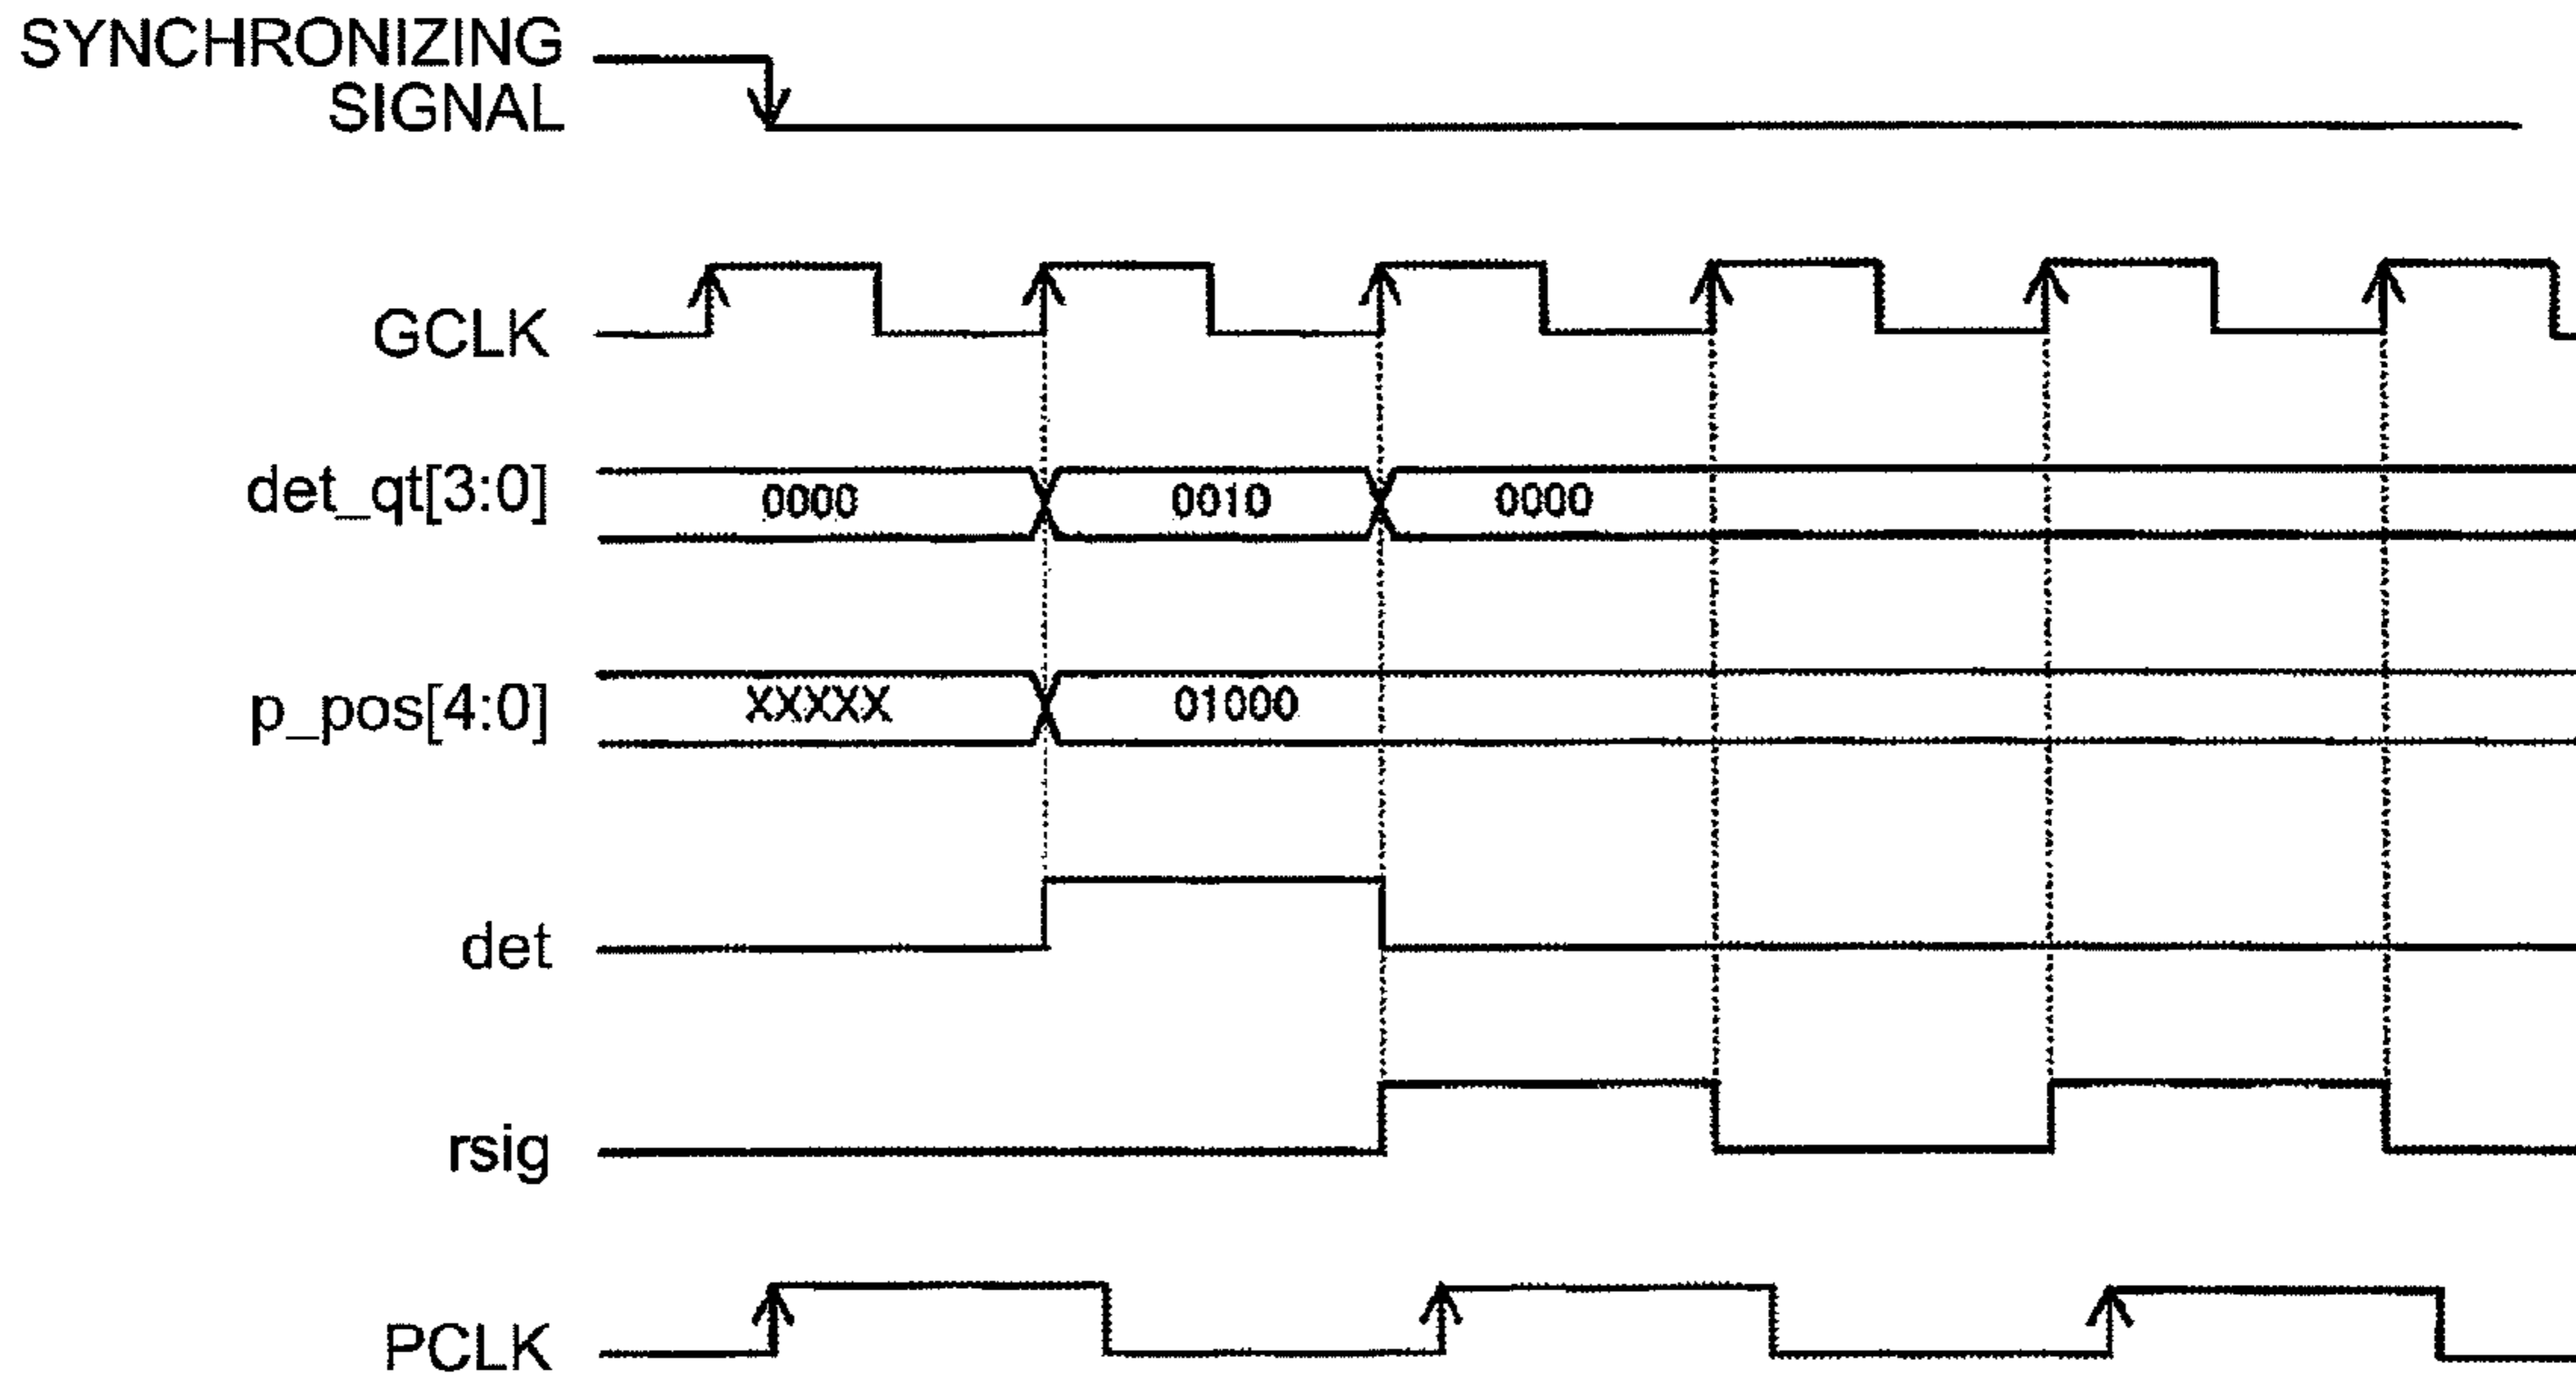 SYNCHRONIZING
SIGNAL
GCLK
det_qt[3:0]
0000
0010
0000
p_pos[4:0]
XXXXX
01000
det
rsig
PCLK